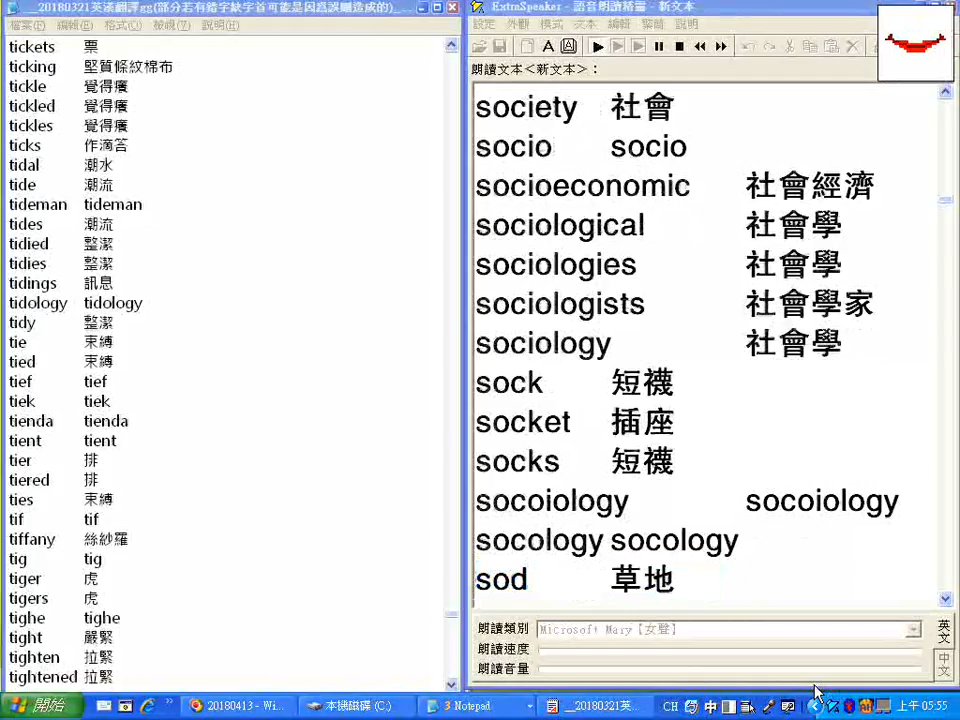 __20180321英漢翻譯gg(部分若有錯字缺字首可能是因為誤聽造成的)_
檔案(F) 編輯(E) 格式(O) 檢視(V) 說明(H)
tickets 票
ticking 堅質條紋棉布
tickle 覺得癢
tickled 覺得癢
tickles 覺得癢
ticks 作滴答
tidal 潮水
tide 潮流
tideman tideman
tides 潮流
tidied 整潔
tidies 整潔
tidings 訊息
tidology tidology
tidy 整潔
tie 束縛
tied 束縛
tief tief
tiek tiek
tienda tienda
tient tient
tier 排
tiered 排
ties 束縛
tif tif
tiffany 絲紗羅
tig tig
tiger 虎
tigers 虎
tighe tighe
tight 嚴緊
tighten 拉緊
tightened 拉緊
ExtraSpeaker - 語音朗讀精靈 - 新文本
設定 外觀 模式 文本 編輯 視窗 說明
朗讀文本<新文本>：
society 社會
socio socio
socioeconomic 社會經濟
sociological 社會學
sociologies 社會學
sociologists 社會學家
sociology 社會學
sock 短襪
socket 插座
socks 短襪
socoiology socoiology
socology socology
sod 草地
朗讀類別 Microsoft Mary【女聲】
朗讀速度
朗讀音量
英文
中文
開始 20180413 - Wi... 本機磁碟 (C:) 3 Notepad __20180321英... CH 中 上午 05:55